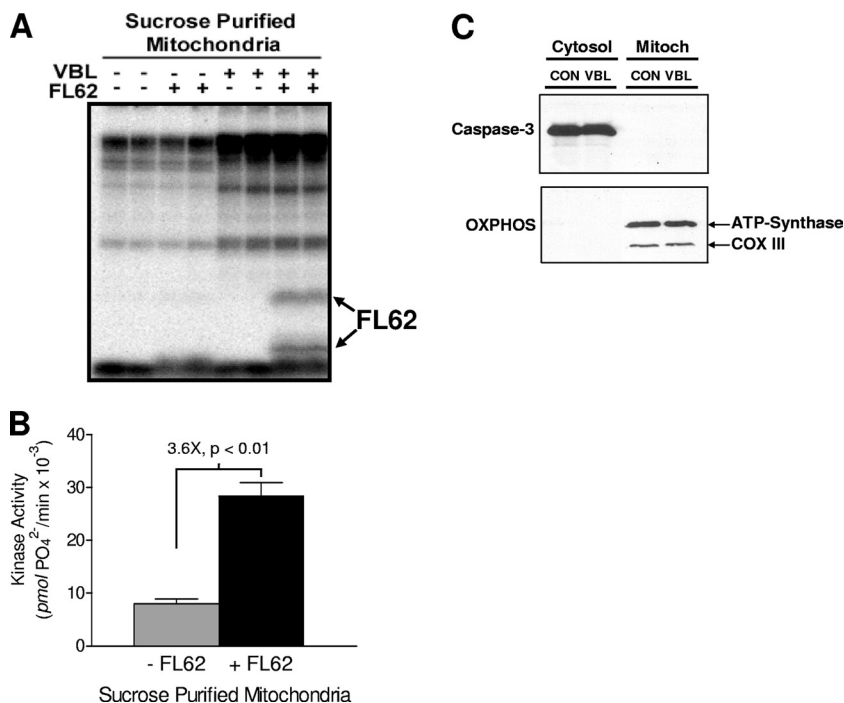 A
Sucrose Purified
Mitochondria
VBL - - - - + + + +
FL62 - - + + - - + +
FL62
B
Kinase Activity
(pmol PO₄²⁻/min x 10⁻³)
40
30
20
10
0
3.6X, p < 0.01
- FL62 + FL62
Sucrose Purified Mitochondria
C
Cytosol Mitoch
CON VBL CON VBL
Caspase-3
OXPHOS
ATP-Synthase
COX III